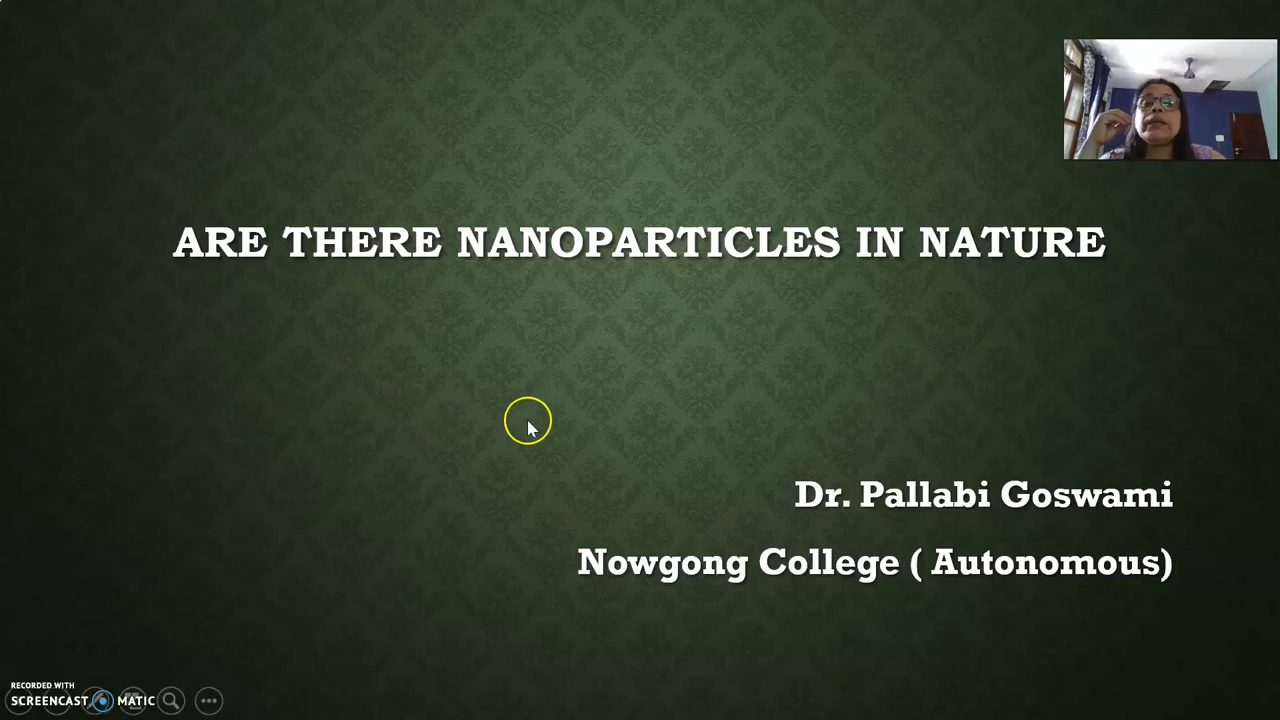 ARE THERE NANOPARTICLES IN NATURE
Dr. Pallabi Goswami
Nowgong College ( Autonomous)
RECORDED WITH
SCREENCAST MATIC